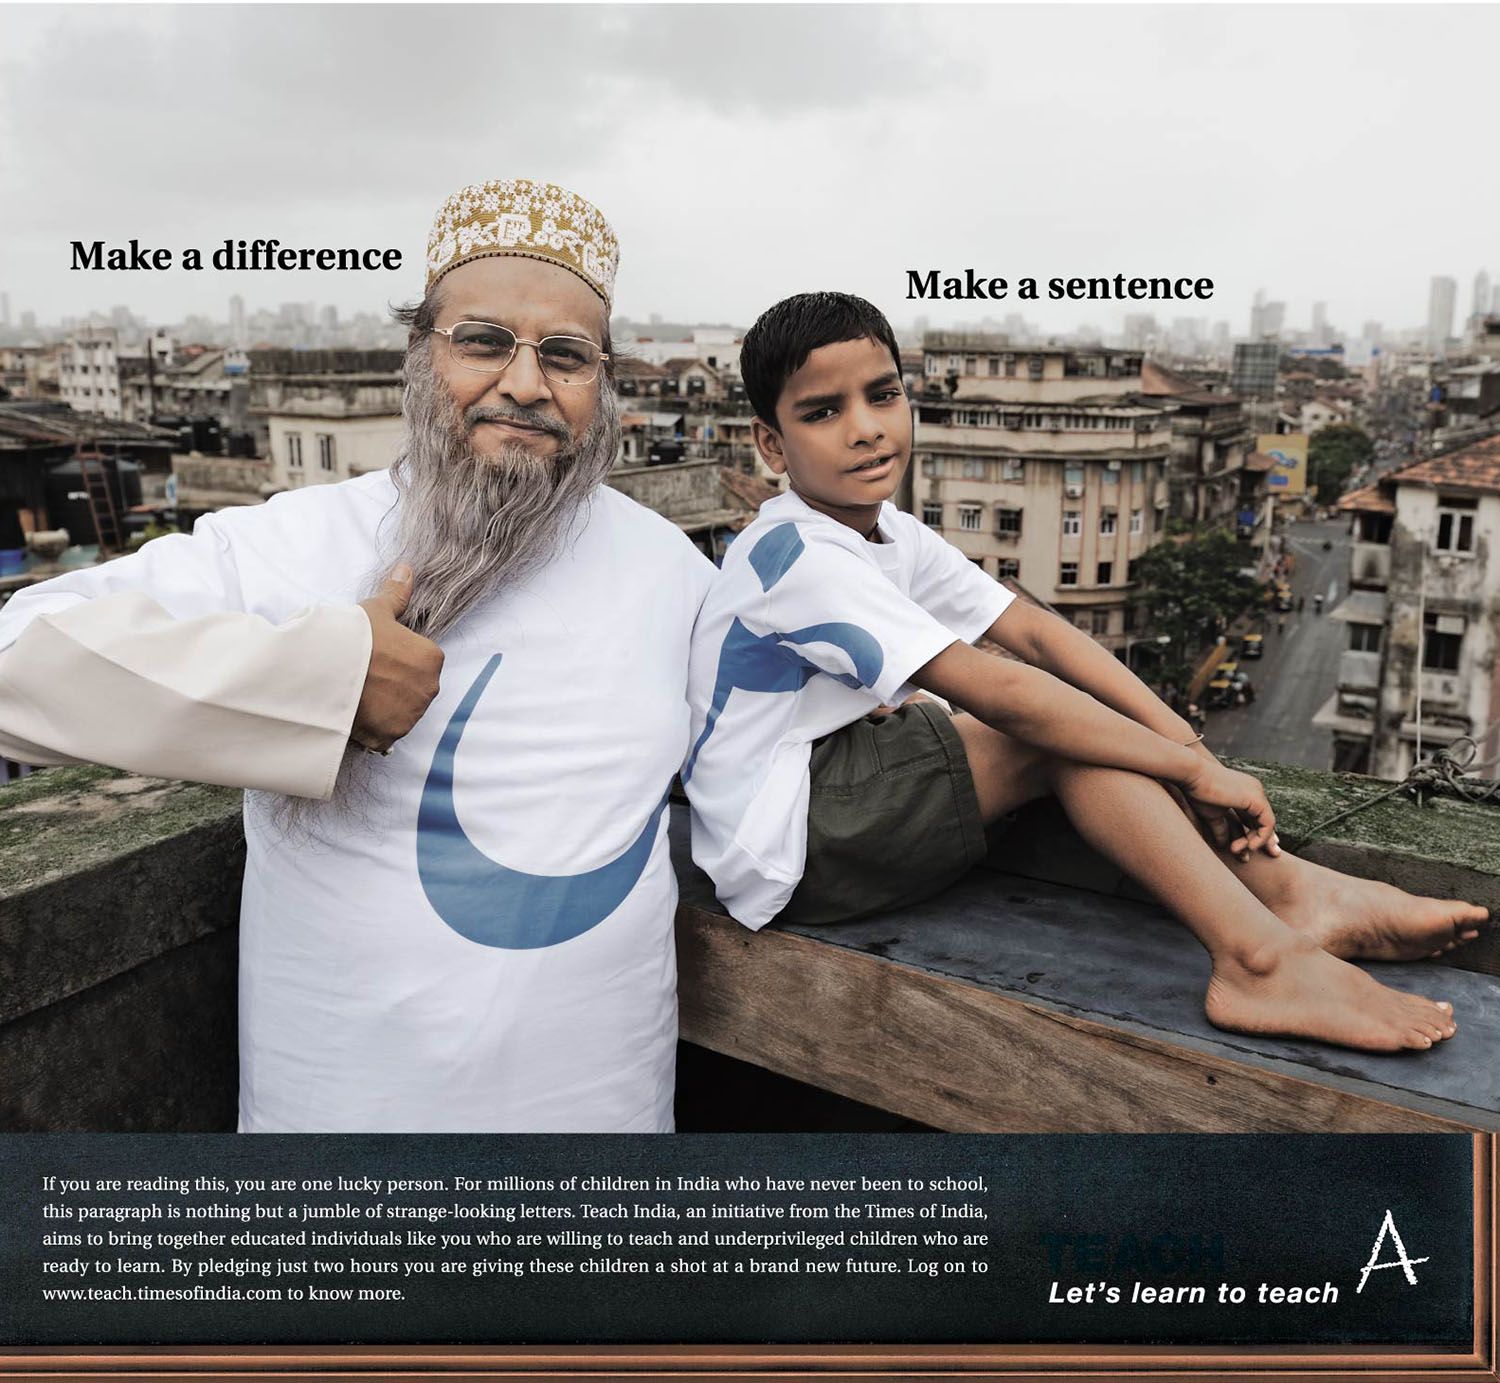 Make a difference
Make a sentence
If you are reading this, you are one lucky person. For millions of children in India who have never been to school,
this paragraph is nothing but a jumble of strange-looking letters. Teach India, an initiative from the Times of India,
aims to bring together educated individuals like you who are willing to teach and underprivileged children who are
ready to learn. By pledging just two hours you are giving these children a shot at a brand new future. Log on to
www.teach.timesofindia.com to know more.
TEACH
Let's learn to teach
A